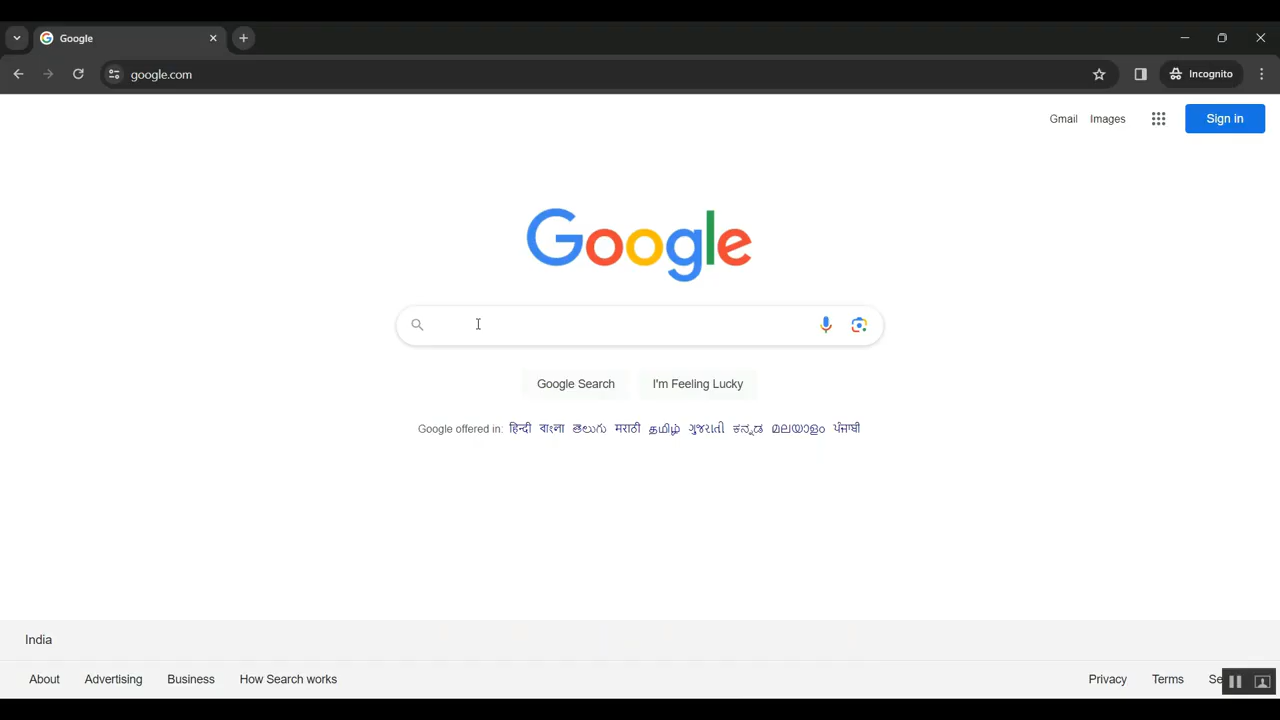 Google
google.com
Incognito
Gmail Images
Sign in
Google
Google Search I'm Feeling Lucky
Google offered in: हिन्दी বাংলা తెలుగు मराठी தமிழ் ગુજરાતી ಕನ್ನಡ മലയാളം ਪੰਜਾਬੀ
India
About Advertising Business How Search works Privacy Terms